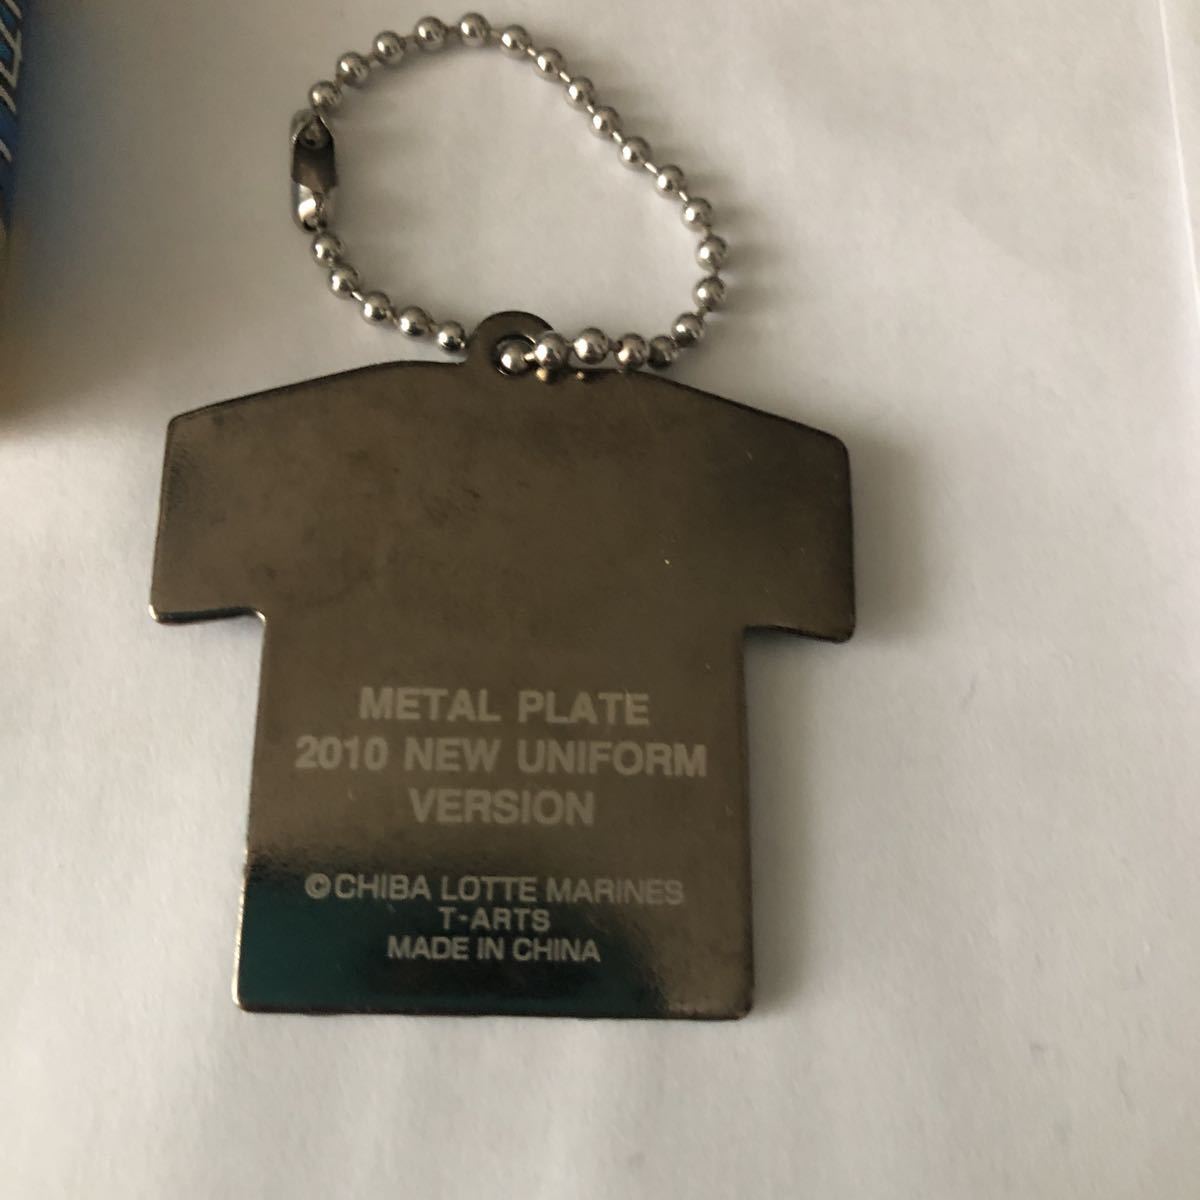 METAL PLATE
2010 NEW UNIFORM
VERSION
©CHIBA LOTTE MARINES
T-ARTS
MADE IN CHINA